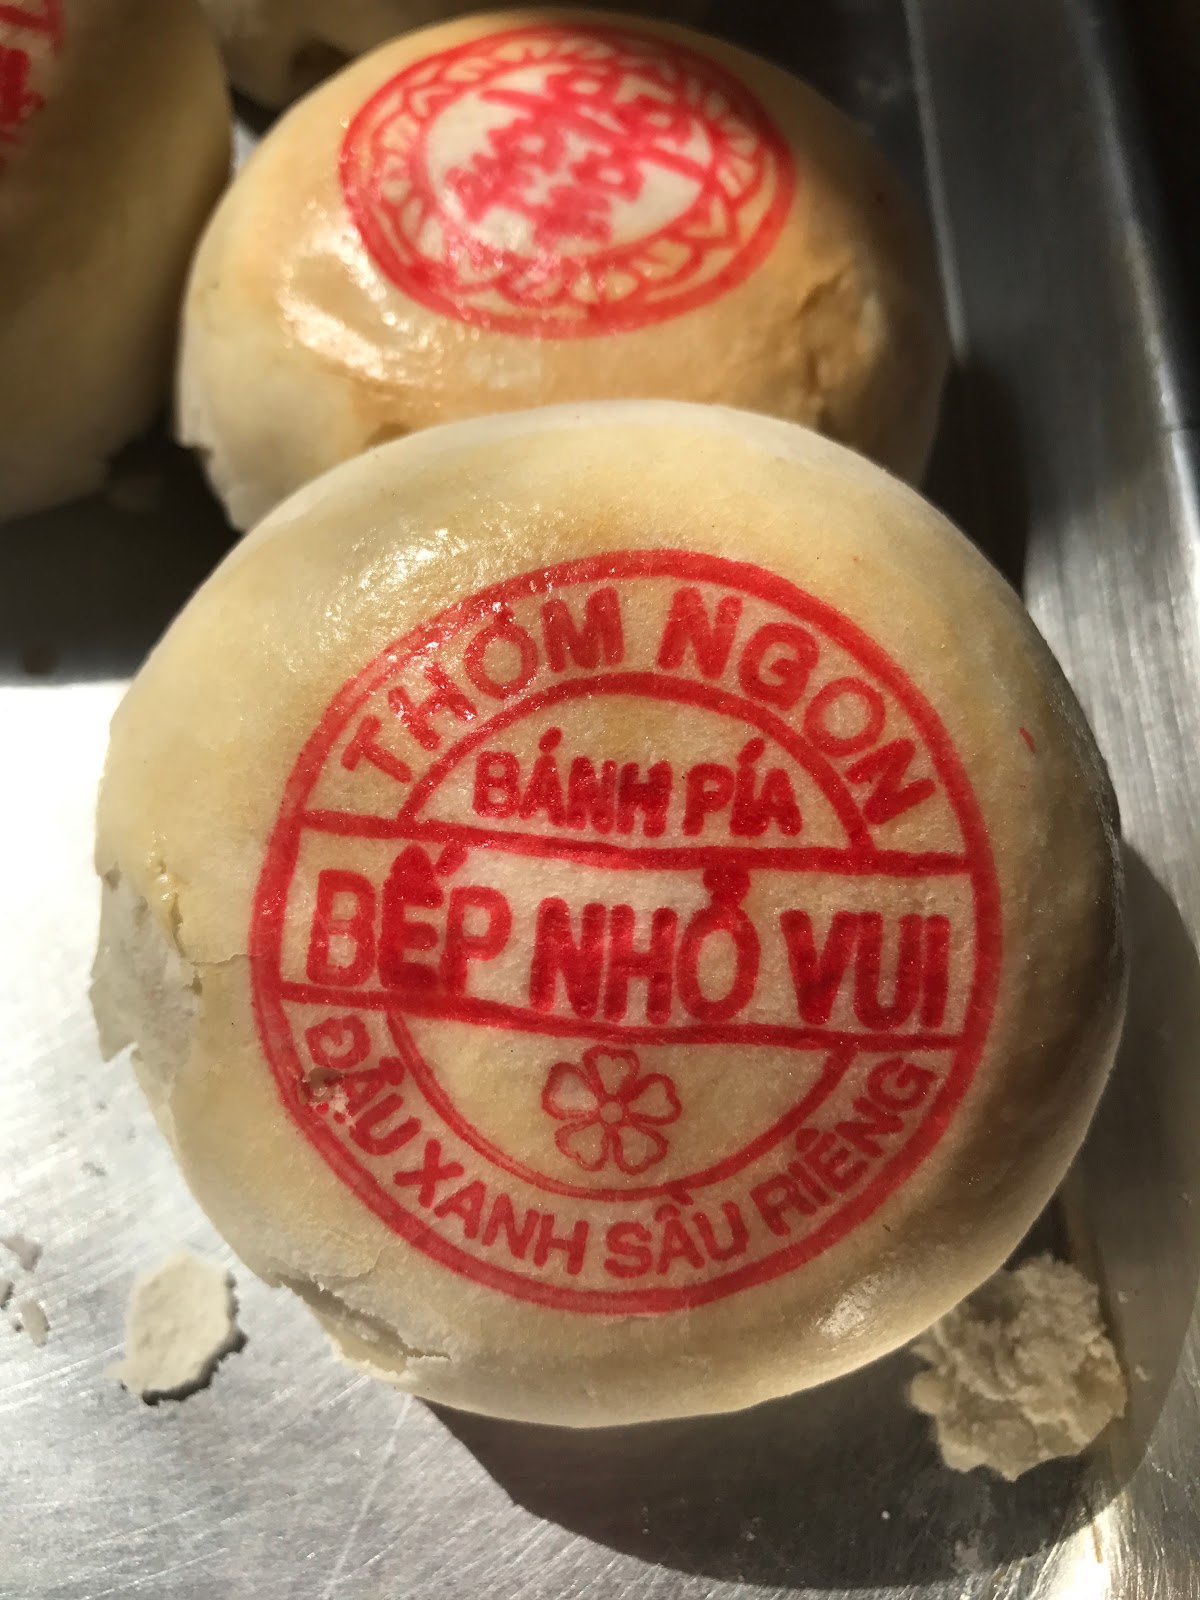 THƠM NGON
BÁNH PÍA
BẾP NHỎ VUI
ĐẬU XANH SẦU RIÊNG